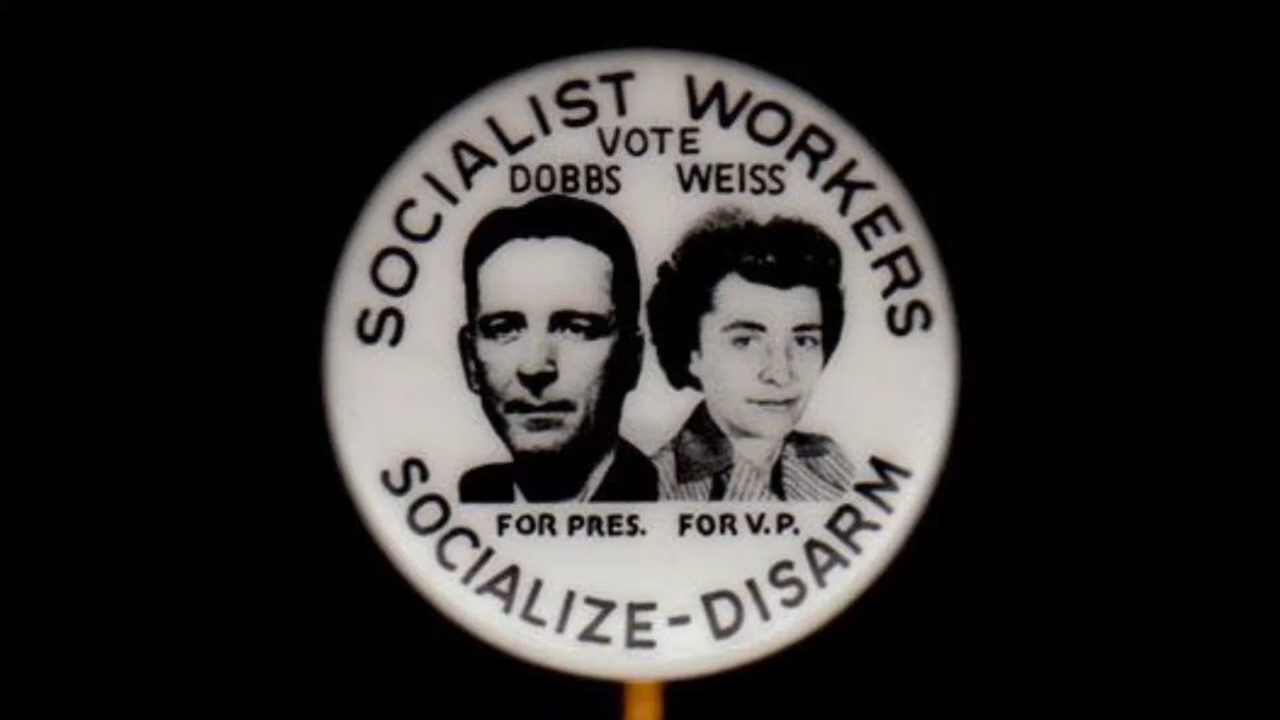 SOCIALIST WORKERS
VOTE
DOBBS WEISS
FOR PRES. FOR V.P.
SOCIALIZE-DISARM